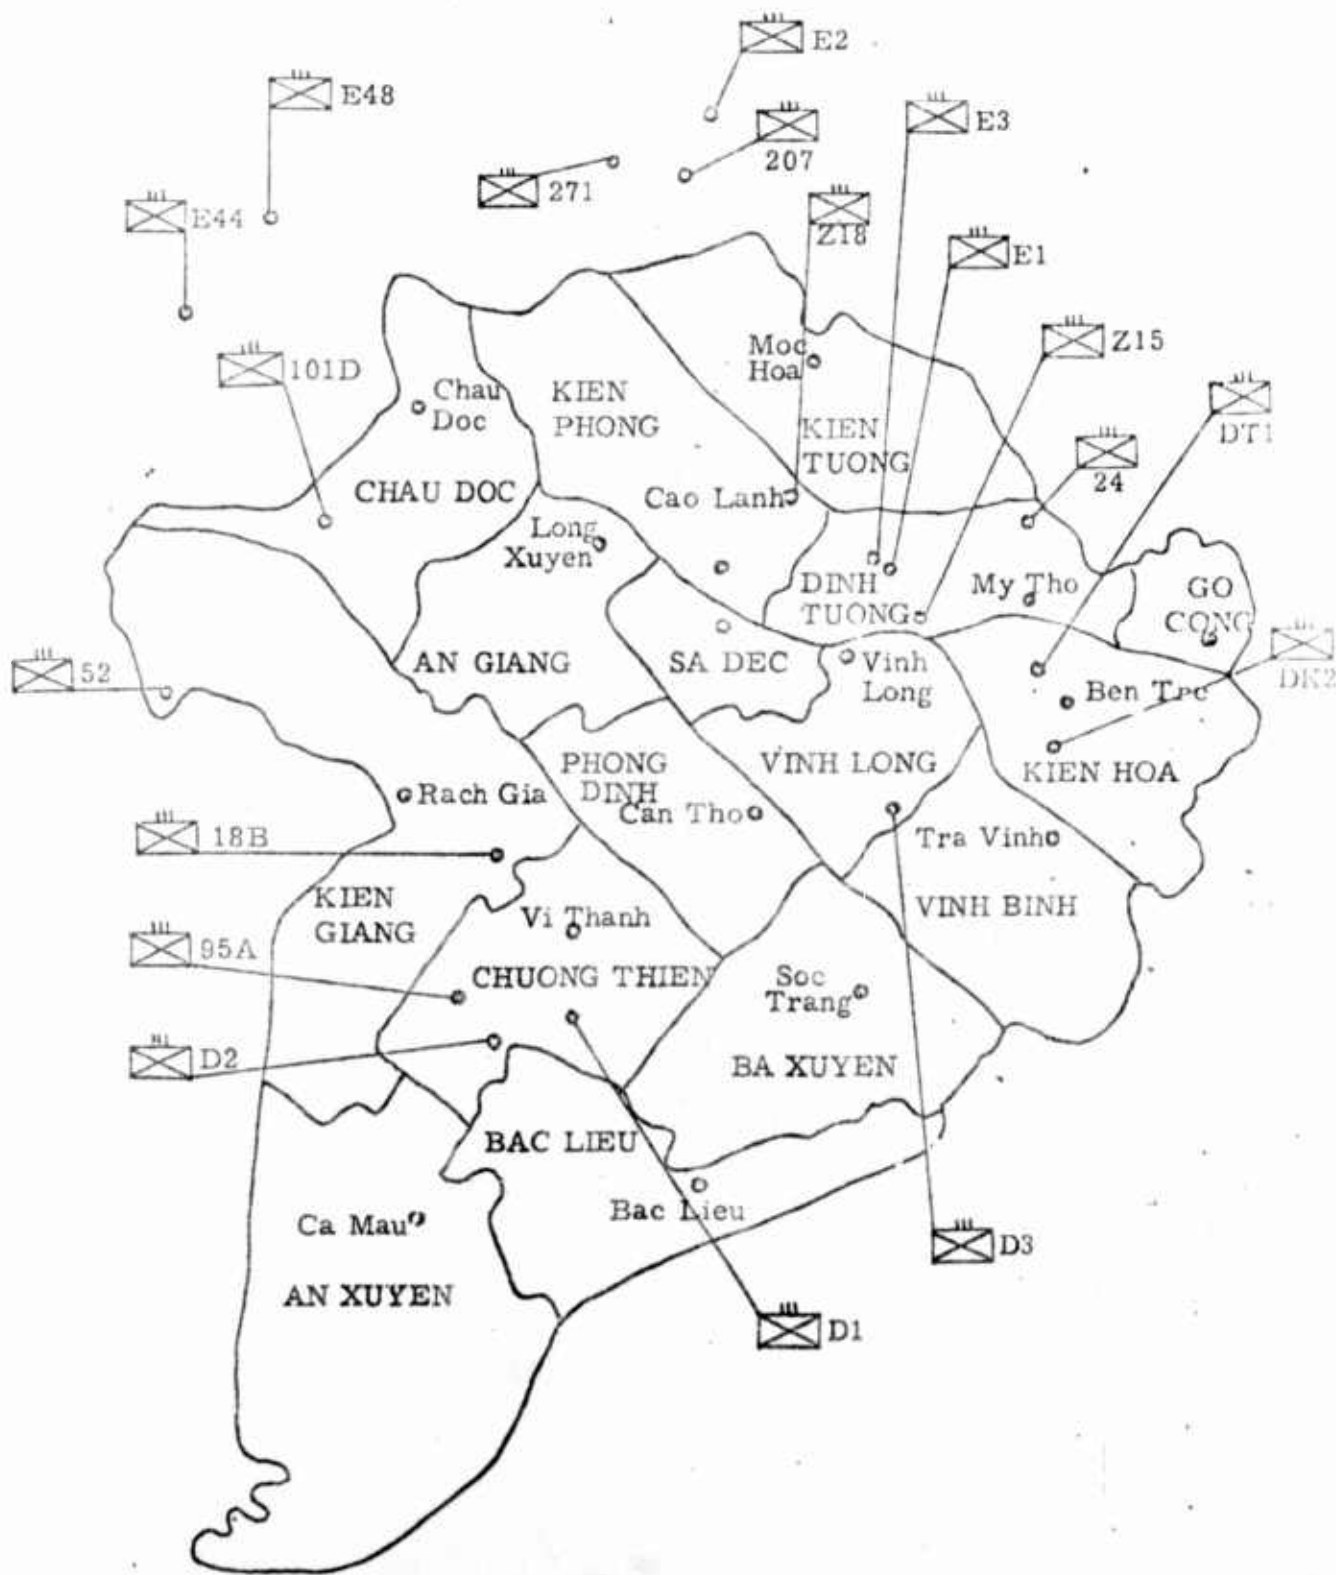 E2
E48
E3
207
271
E44
Z18
E1
Z15
101D
Moc
Hoa
Chau
Doc
KIEN
PHONG
DT1
KIEN
TUONG
24
CHAU DOC
Cao Lanh
Long
Xuyen
DINH
TUONG
My Tho
GO
CONG
AN GIANG
SA DEC
Vinh
Long
52
Ben Tre
DK2
PHONG
DINH
VINH LONG
KIEN HOA
Rach Gia
Can Tho
18B
Tra Vinh
KIEN
GIANG
Vi Thanh
VINH BINH
95A
CHUONG THIEN
Soc
Trang
D2
BA XUYEN
BAC LIEU
Bac Lieu
Ca Mau
D3
AN XUYEN
D1